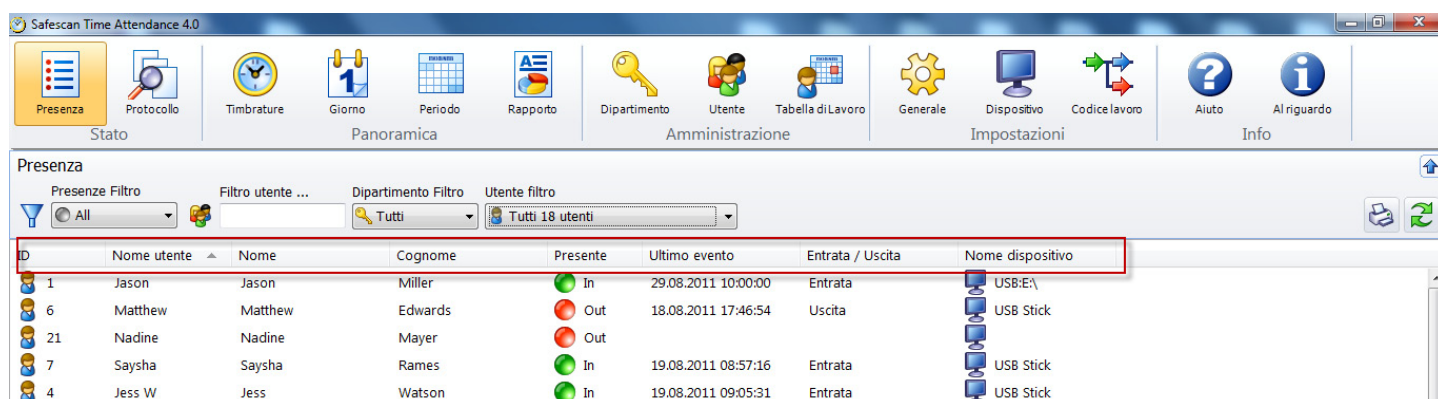 Safescan Time Attendance 4.0
Presenza Protocollo Timbrature Giorno Periodo Rapporto Dipartimento Utente Tabella di Lavoro Generale Dispositivo Codice lavoro Aiuto Al riguardo
Stato Panoramica Amministrazione Impostazioni Info
Presenza
Presenze Filtro Filtro utente ... Dipartimento Filtro Utente filtro
All Tutti Tutti 18 utenti
ID Nome utente Nome Cognome Presente Ultimo evento Entrata / Uscita Nome dispositivo
1 Jason Jason Miller In 29.08.2011 10:00:00 Entrata USB:E:\
6 Matthew Matthew Edwards Out 18.08.2011 17:46:54 Uscita USB Stick
21 Nadine Nadine Mayer Out
7 Saysha Saysha Rames In 19.08.2011 08:57:16 Entrata USB Stick
4 Jess W Jess Watson In 19.08.2011 09:05:31 Entrata USB Stick